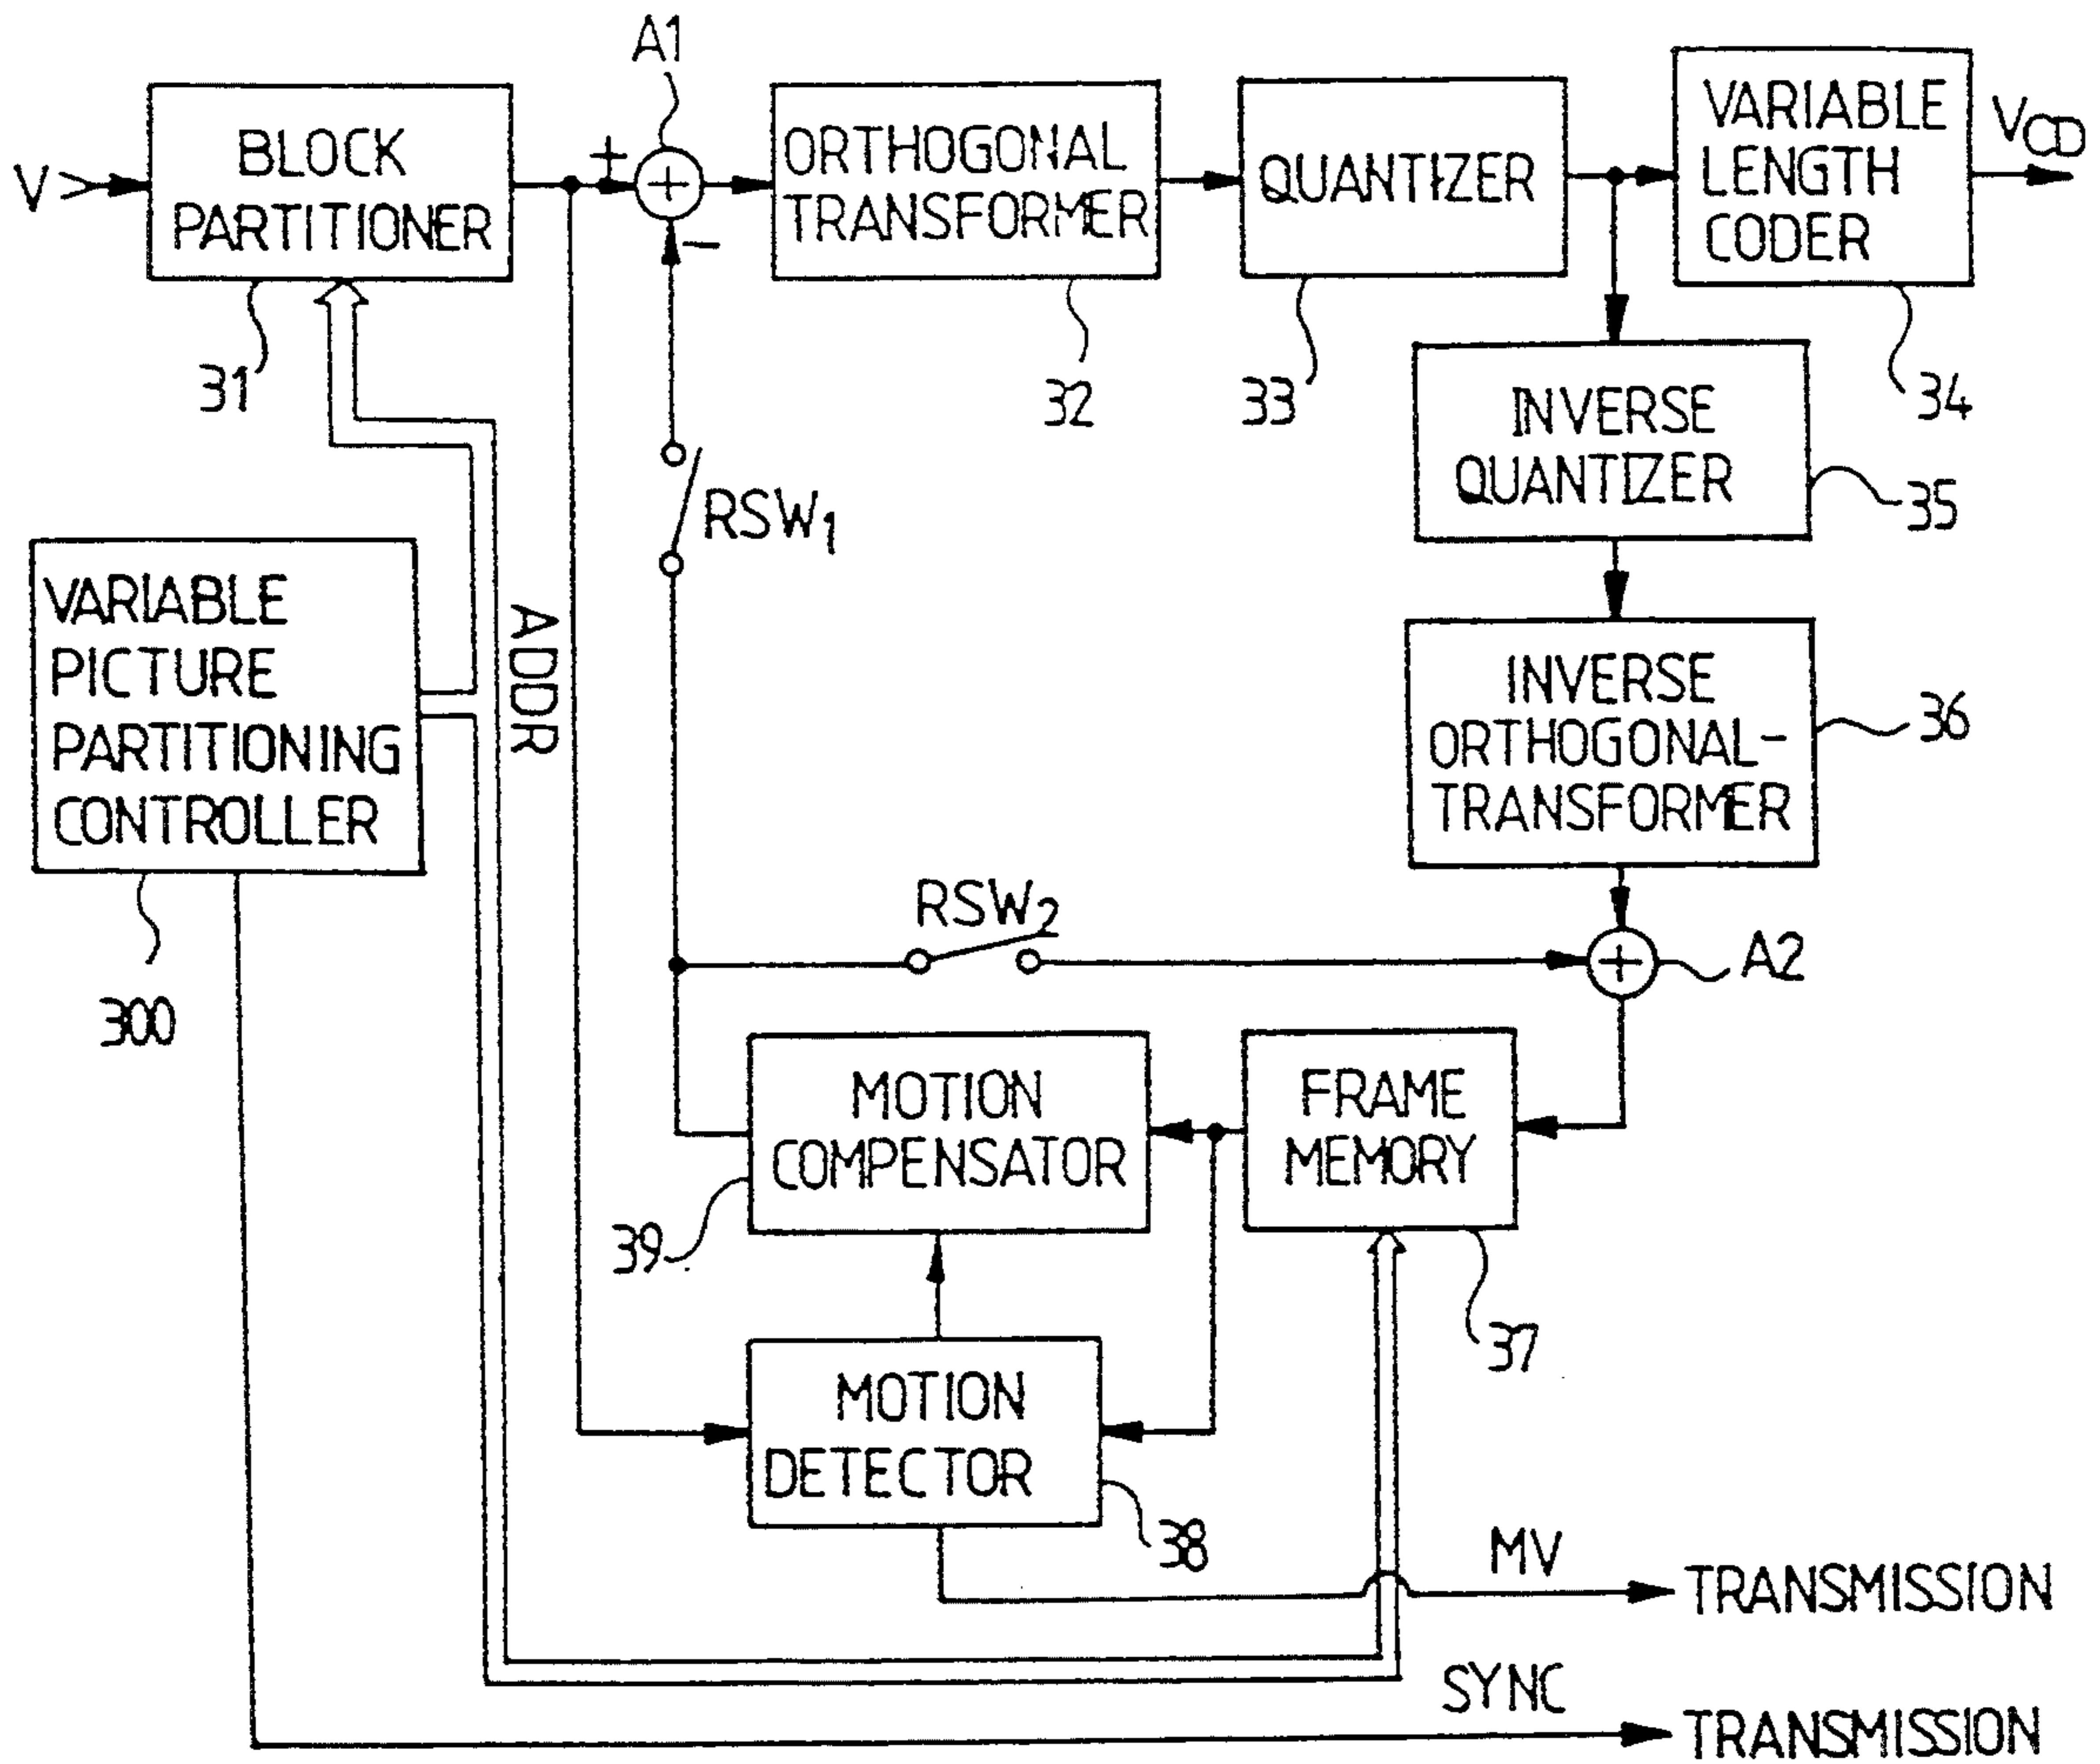 A1
V
BLOCK
PARTITIONER
+
+
−
ORTHOGONAL
TRANSFORMER
QUANTIZER
VARIABLE
LENGTH
CODER
VCD
31
32
33
34
INVERSE
QUANTIZER
35
RSW1
VARIABLE
PICTURE
PARTITIONING
CONTROLLER
ADDR
INVERSE
ORTHOGONAL-
TRANSFORMER
36
RSW2
+
A2
300
MOTION
COMPENSATOR
FRAME
MEMORY
39
37
MOTION
DETECTOR
38
MV
TRANSMISSION
SYNC
TRANSMISSION